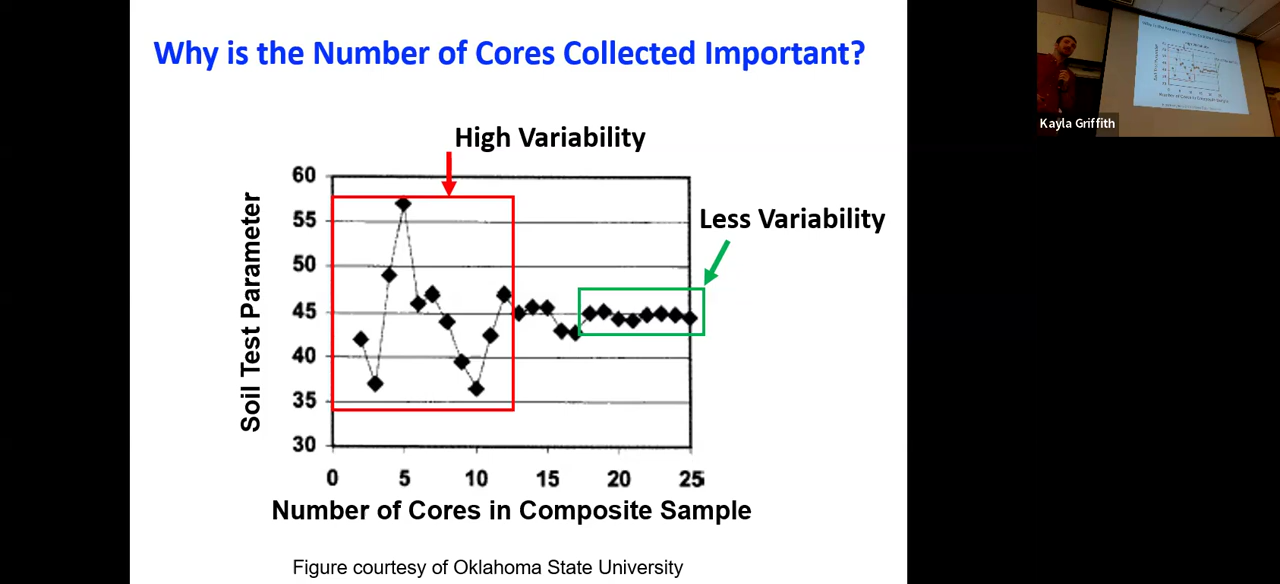 Why is the Number of Cores Collected Important?
High Variability
Less Variability
Soil Test Parameter
60
55
50
45
40
35
30
0 5 10 15 20 25
Number of Cores in Composite Sample
Figure courtesy of Oklahoma State University
Kayla Griffith